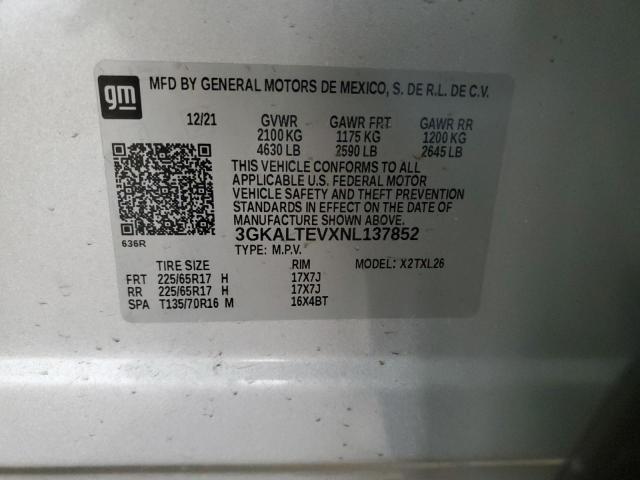 gm
MFD BY GENERAL MOTORS DE MEXICO, S. DE R.L. DE C.V.
12/21 GVWR GAWR FRT GAWR RR
2100 KG 1175 KG 1200 KG
4630 LB 2590 LB 2645 LB
THIS VEHICLE CONFORMS TO ALL
APPLICABLE U.S. FEDERAL MOTOR
VEHICLE SAFETY AND THEFT PREVENTION
STANDARDS IN EFFECT ON THE DATE OF
MANUFACTURE SHOWN ABOVE.
636R
3GKALTEVXNL137852
TYPE: M.P.V.
TIRE SIZE RIM MODEL: X2TXL26
FRT 225/65R17 H 17X7J
RR 225/65R17 H 17X7J
SPA T135/70R16 M 16X4BT